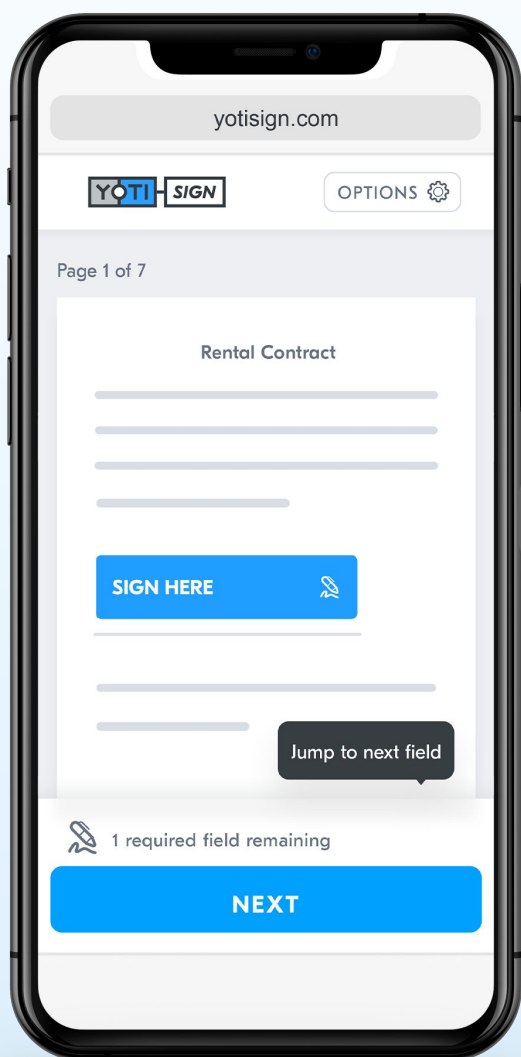 yotisign.com
YOTI SIGN
OPTIONS
Page 1 of 7
Rental Contract
SIGN HERE
Jump to next field
1 required field remaining
NEXT